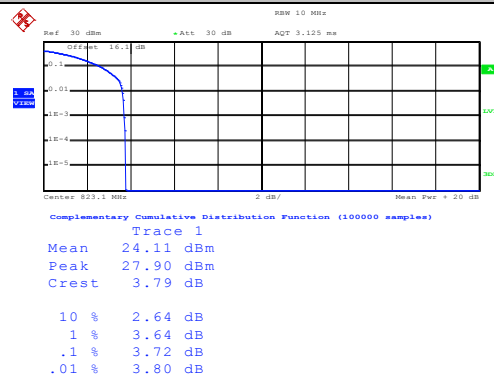 RBW 10 MHz
Ref 30 dBm Att 30 dB AQT 3.125 ms
Offset 16.1 dB
0.1
0.01
1E-3
1E-4
1E-5
1 SA
VIEW
Center 823.1 MHz 2 dB/ Mean Pwr + 20 dB
Complementary Cumulative Distribution Function (100000 samples)
Trace 1
Mean 24.11 dBm
Peak 27.90 dBm
Crest 3.79 dB
10 % 2.64 dB
1 % 3.64 dB
.1 % 3.72 dB
.01 % 3.80 dB